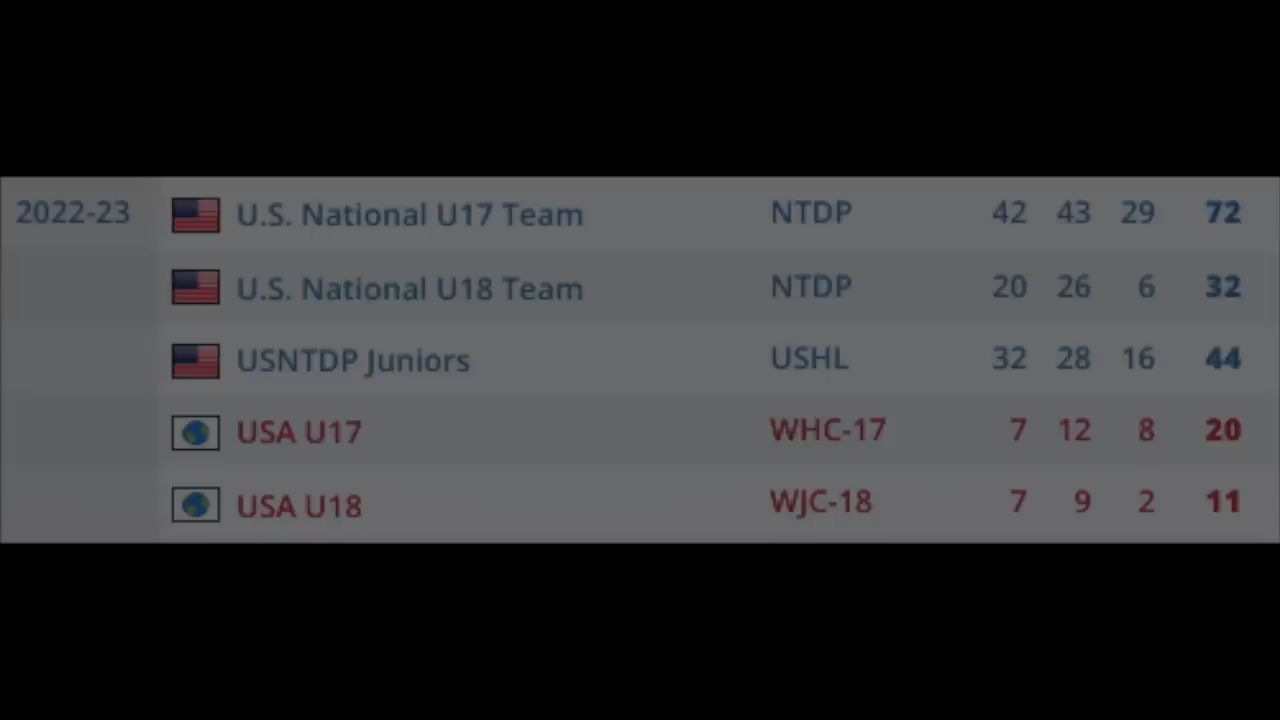 2022-23 U.S. National U17 Team NTDP 42 43 29 72
U.S. National U18 Team NTDP 20 26 6 32
USNTDP Juniors USHL 32 28 16 44
USA U17 WHC-17 7 12 8 20
USA U18 WJC-18 7 9 2 11